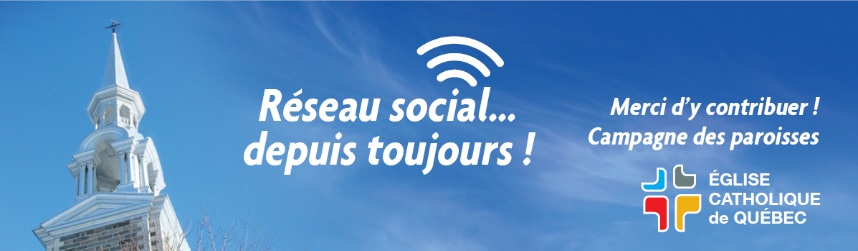 Réseau social...
depuis toujours !
Merci d'y contribuer !
Campagne des paroisses
ÉGLISE
CATHOLIQUE
de QUÉBEC